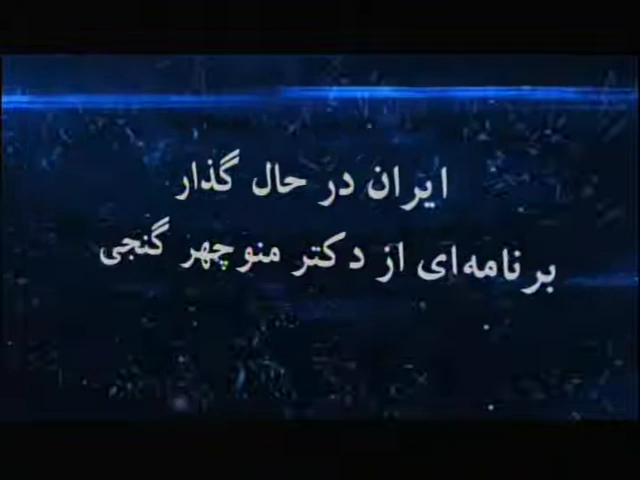 ایران در حال گذار
برنامه‌ای از دکتر منوچهر گنجی